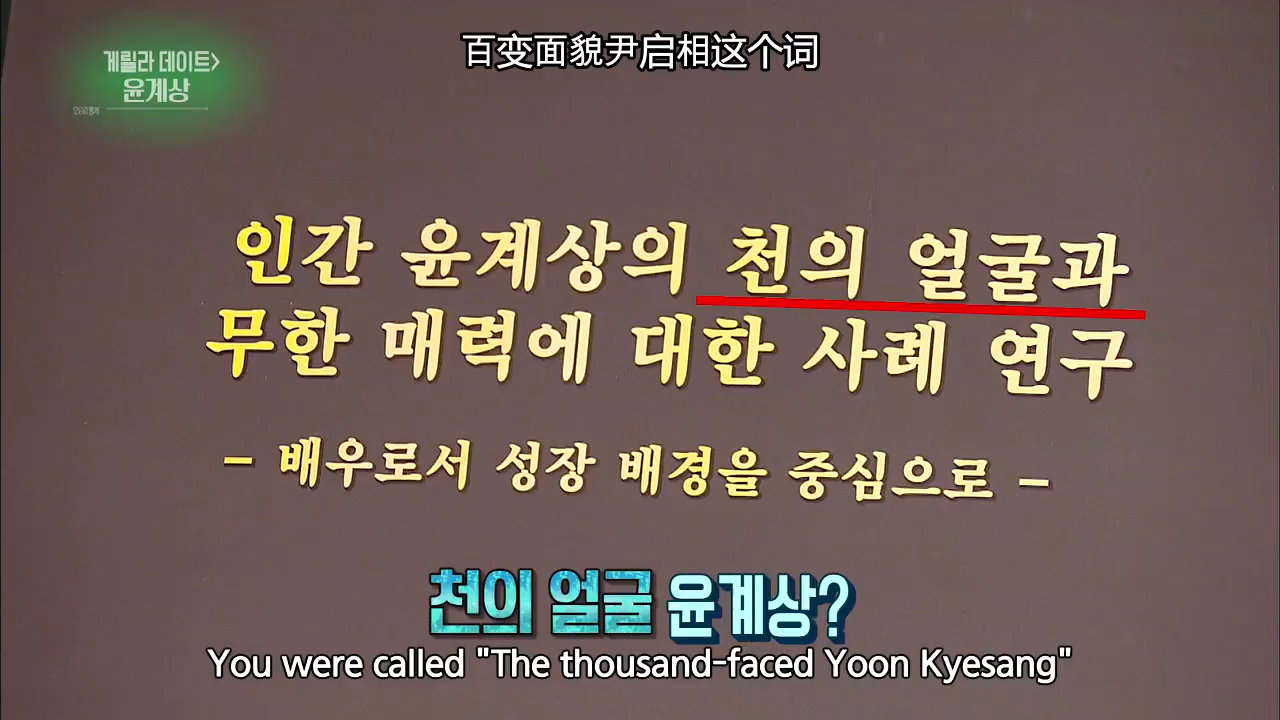 百变面貌尹启相这个词
게릴라 데이트>
윤계상
인간 윤계상의 천의 얼굴과
무한 매력에 대한 사례 연구
- 배우로서 성장 배경을 중심으로 -
천의 얼굴 윤계상?
You were called "The thousand-faced Yoon Kyesang"